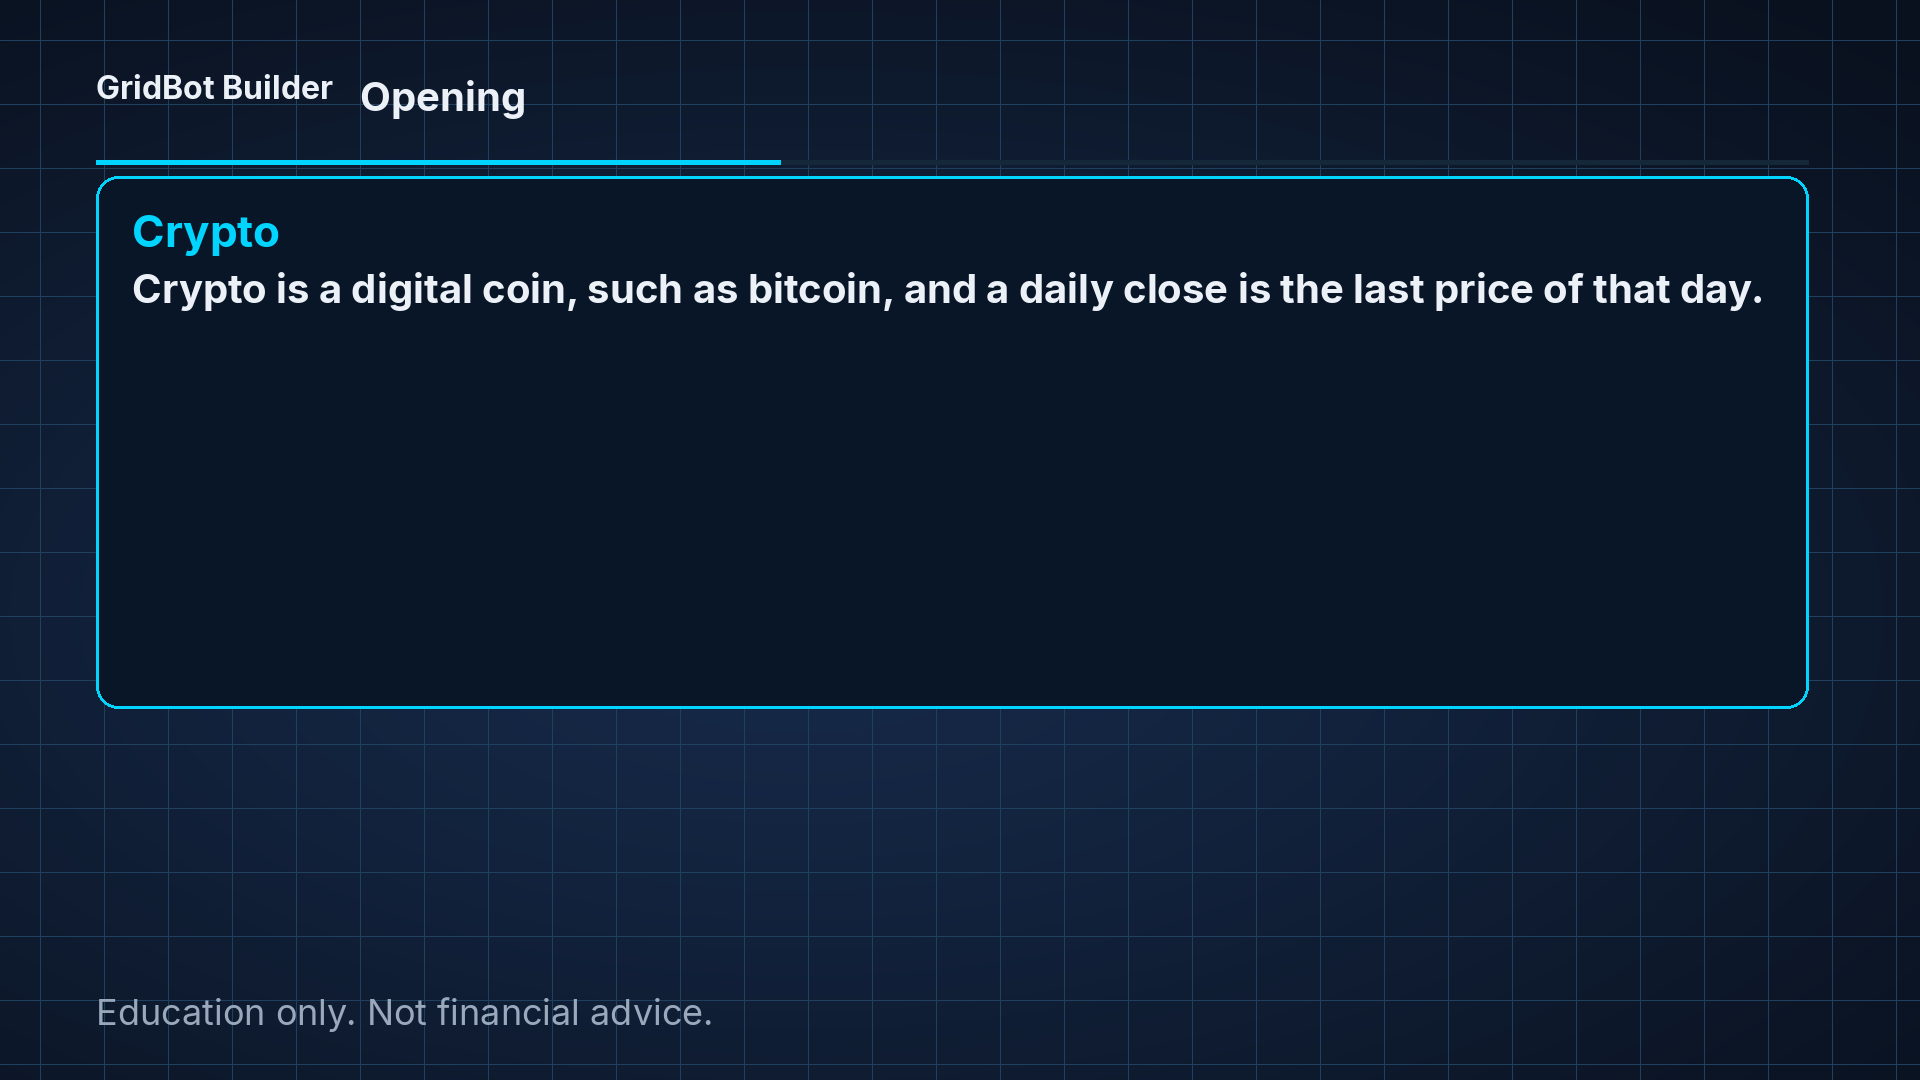 GridBot Builder
Opening
Crypto
Crypto is a digital coin, such as bitcoin, and a daily close is the last price of that day.
Education only. Not financial advice.